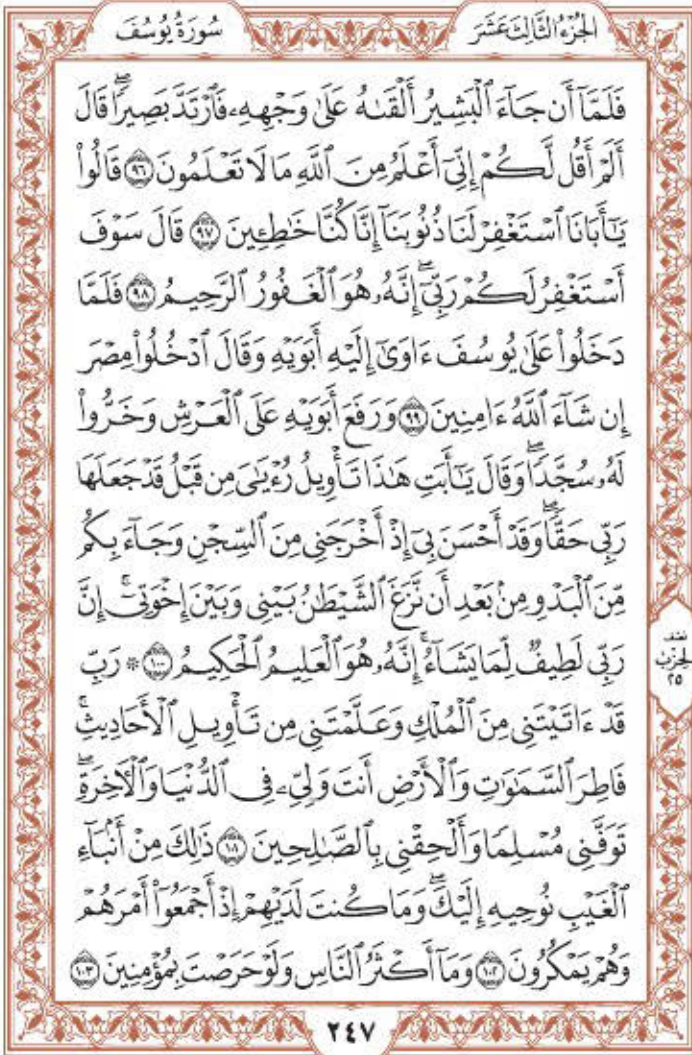 سُورَةُ يُوسُفَ
الجُزْءُ الثَّالِثَ عَشَرَ
فَلَمَّآ أَن جَآءَ ٱلْبَشِيرُ أَلْقَىٰهُ عَلَىٰ وَجْهِهِۦ فَٱرْتَدَّ بَصِيرًاۖ قَالَ
أَلَمْ أَقُل لَّكُمْ إِنِّيٓ أَعْلَمُ مِنَ ٱللَّهِ مَا لَا تَعْلَمُونَ ٩٦ قَالُواْ
يَـٰٓأَبَانَا ٱسْتَغْفِرْ لَنَا ذُنُوبَنَآ إِنَّا كُنَّا خَـٰطِـِٔينَ ٩٧ قَالَ سَوْفَ
أَسْتَغْفِرُ لَكُمْ رَبِّيٓۖ إِنَّهُۥ هُوَ ٱلْغَفُورُ ٱلرَّحِيمُ ٩٨ فَلَمَّا
دَخَلُواْ عَلَىٰ يُوسُفَ ءَاوَىٰٓ إِلَيْهِ أَبَوَيْهِ وَقَالَ ٱدْخُلُواْ مِصْرَ
إِن شَآءَ ٱللَّهُ ءَامِنِينَ ٩٩ وَرَفَعَ أَبَوَيْهِ عَلَى ٱلْعَرْشِ وَخَرُّواْ
لَهُۥ سُجَّدًاۖ وَقَالَ يَـٰٓأَبَتِ هَـٰذَا تَأْوِيلُ رُءْيَـٰىَ مِن قَبْلُ قَدْ جَعَلَهَا
رَبِّي حَقًّاۖ وَقَدْ أَحْسَنَ بِيٓ إِذْ أَخْرَجَنِي مِنَ ٱلسِّجْنِ وَجَآءَ بِكُم
مِّنَ ٱلْبَدْوِ مِنۢ بَعْدِ أَن نَّزَغَ ٱلشَّيْطَـٰنُ بَيْنِي وَبَيْنَ إِخْوَتِيٓۚ إِنَّ
رَبِّي لَطِيفٌ لِّمَا يَشَآءُۚ إِنَّهُۥ هُوَ ٱلْعَلِيمُ ٱلْحَكِيمُ ١٠٠ ۞ رَبِّ
قَدْ ءَاتَيْتَنِي مِنَ ٱلْمُلْكِ وَعَلَّمْتَنِي مِن تَأْوِيلِ ٱلْأَحَادِيثِۚ
فَاطِرَ ٱلسَّمَـٰوَٰتِ وَٱلْأَرْضِ أَنتَ وَلِيِّۦ فِي ٱلدُّنْيَا وَٱلْأٓخِرَةِۖ
تَوَفَّنِي مُسْلِمًا وَأَلْحِقْنِي بِٱلصَّـٰلِحِينَ ١٠١ ذَٰلِكَ مِنْ أَنۢبَآءِ
ٱلْغَيْبِ نُوحِيهِ إِلَيْكَۖ وَمَا كُنتَ لَدَيْهِمْ إِذْ أَجْمَعُوٓاْ أَمْرَهُمْ
وَهُمْ يَمْكُرُونَ ١٠٢ وَمَآ أَكْثَرُ ٱلنَّاسِ وَلَوْ حَرَصْتَ بِمُؤْمِنِينَ ١٠٣
نصف
الحزب
٢٥
٢٤٧